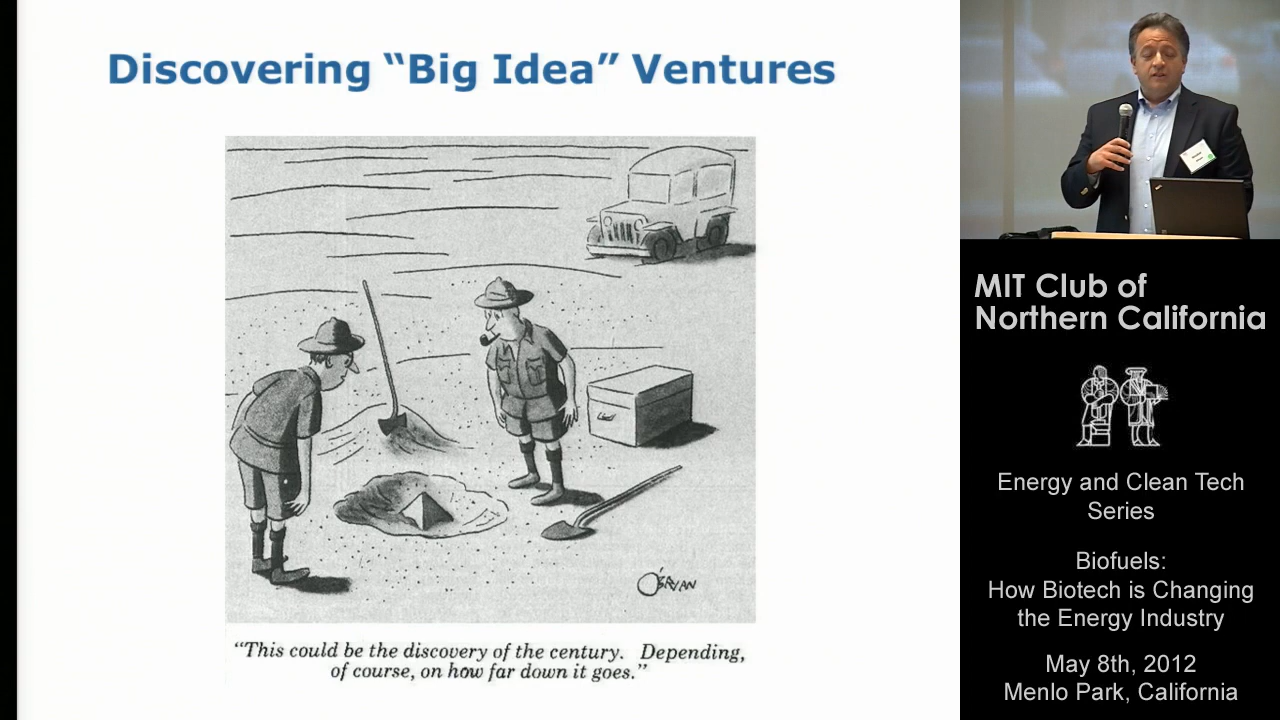 Discovering “Big Idea” Ventures
O'BRYAN
“This could be the discovery of the century. Depending,
of course, on how far down it goes.”
MIT Club of
Northern California
Energy and Clean Tech
Series
Biofuels:
How Biotech is Changing
the Energy Industry
May 8th, 2012
Menlo Park, California